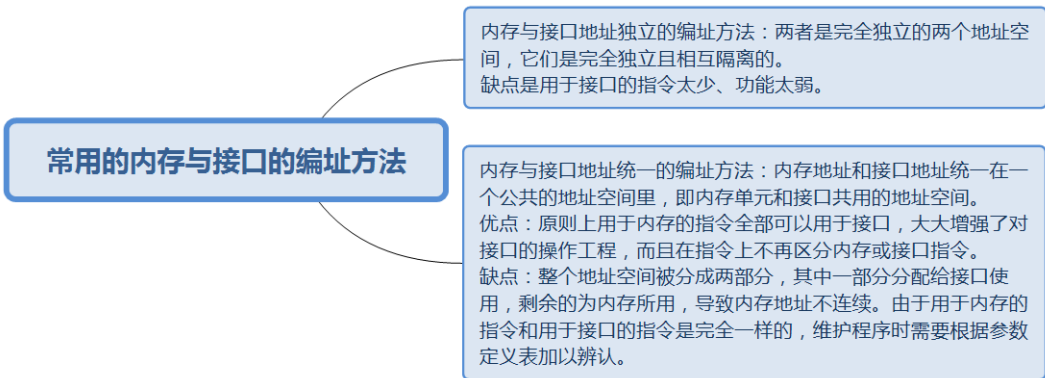 常用的内存与接口的编址方法
内存与接口地址独立的编址方法：两者是完全独立的两个地址空
间，它们是完全独立且相互隔离的。
缺点是用于接口的指令太少、功能太弱。
内存与接口地址统一的编址方法：内存地址和接口地址统一在一
个公共的地址空间里，即内存单元和接口共用的地址空间。
优点：原则上用于内存的指令全部可以用于接口，大大增强了对
接口的操作工程，而且在指令上不再区分内存或接口指令。
缺点：整个地址空间被分成两部分，其中一部分分配给接口使
用，剩余的为内存所用，导致内存地址不连续。由于用于内存的
指令和用于接口的指令是完全一样的，维护程序时需要根据参数
定义表加以辨认。